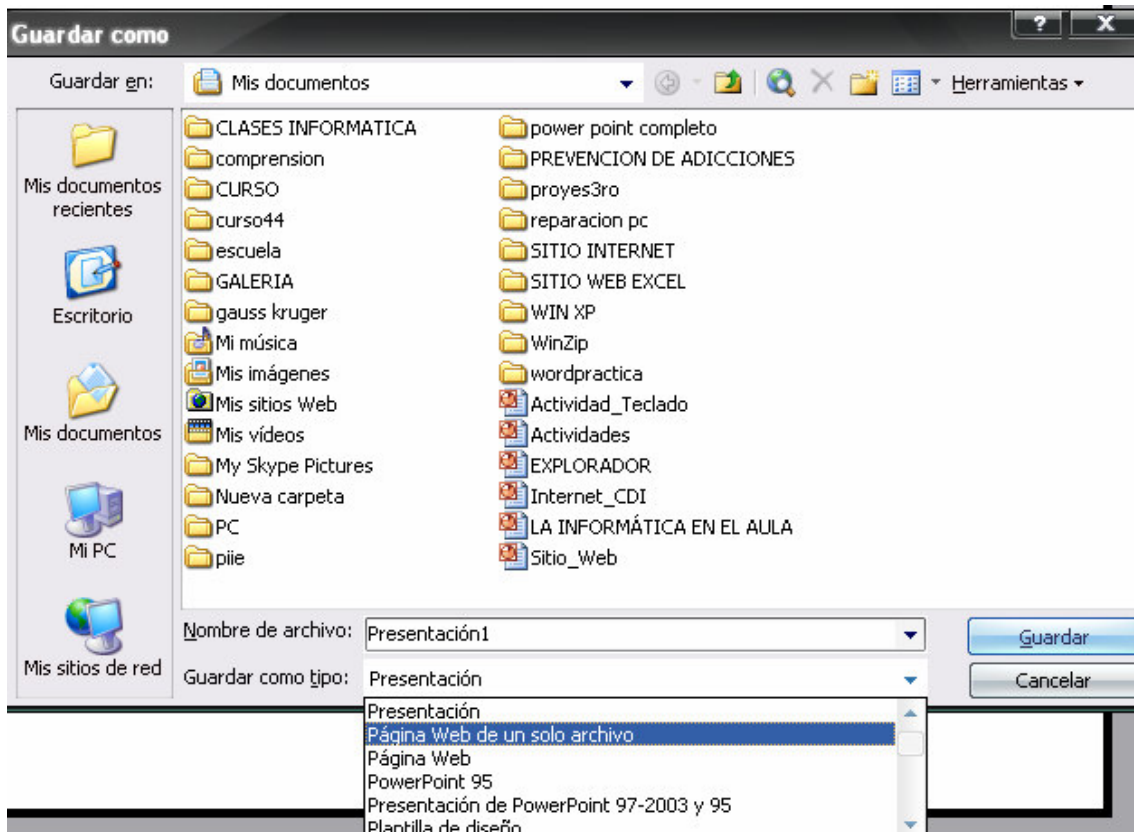 Guardar como
? X
Guardar en: Mis documentos Herramientas
Mis documentos
recientes
Escritorio
Mis documentos
Mi PC
Mis sitios de red
CLASES INFORMATICA
comprension
CURSO
curso44
escuela
GALERIA
gauss kruger
Mi música
Mis imágenes
Mis sitios Web
Mis vídeos
My Skype Pictures
Nueva carpeta
PC
piie
power point completo
PREVENCION DE ADICCIONES
proyes3ro
reparacion pc
SITIO INTERNET
SITIO WEB EXCEL
WIN XP
WinZip
wordpractica
Actividad_Teclado
Actividades
EXPLORADOR
Internet_CDI
LA INFORMÁTICA EN EL AULA
Sitio_Web
Nombre de archivo: Presentación1 Guardar
Guardar como tipo: Presentación Cancelar
Presentación
Página Web de un solo archivo
Página Web
PowerPoint 95
Presentación de PowerPoint 97-2003 y 95
Plantilla de diseño